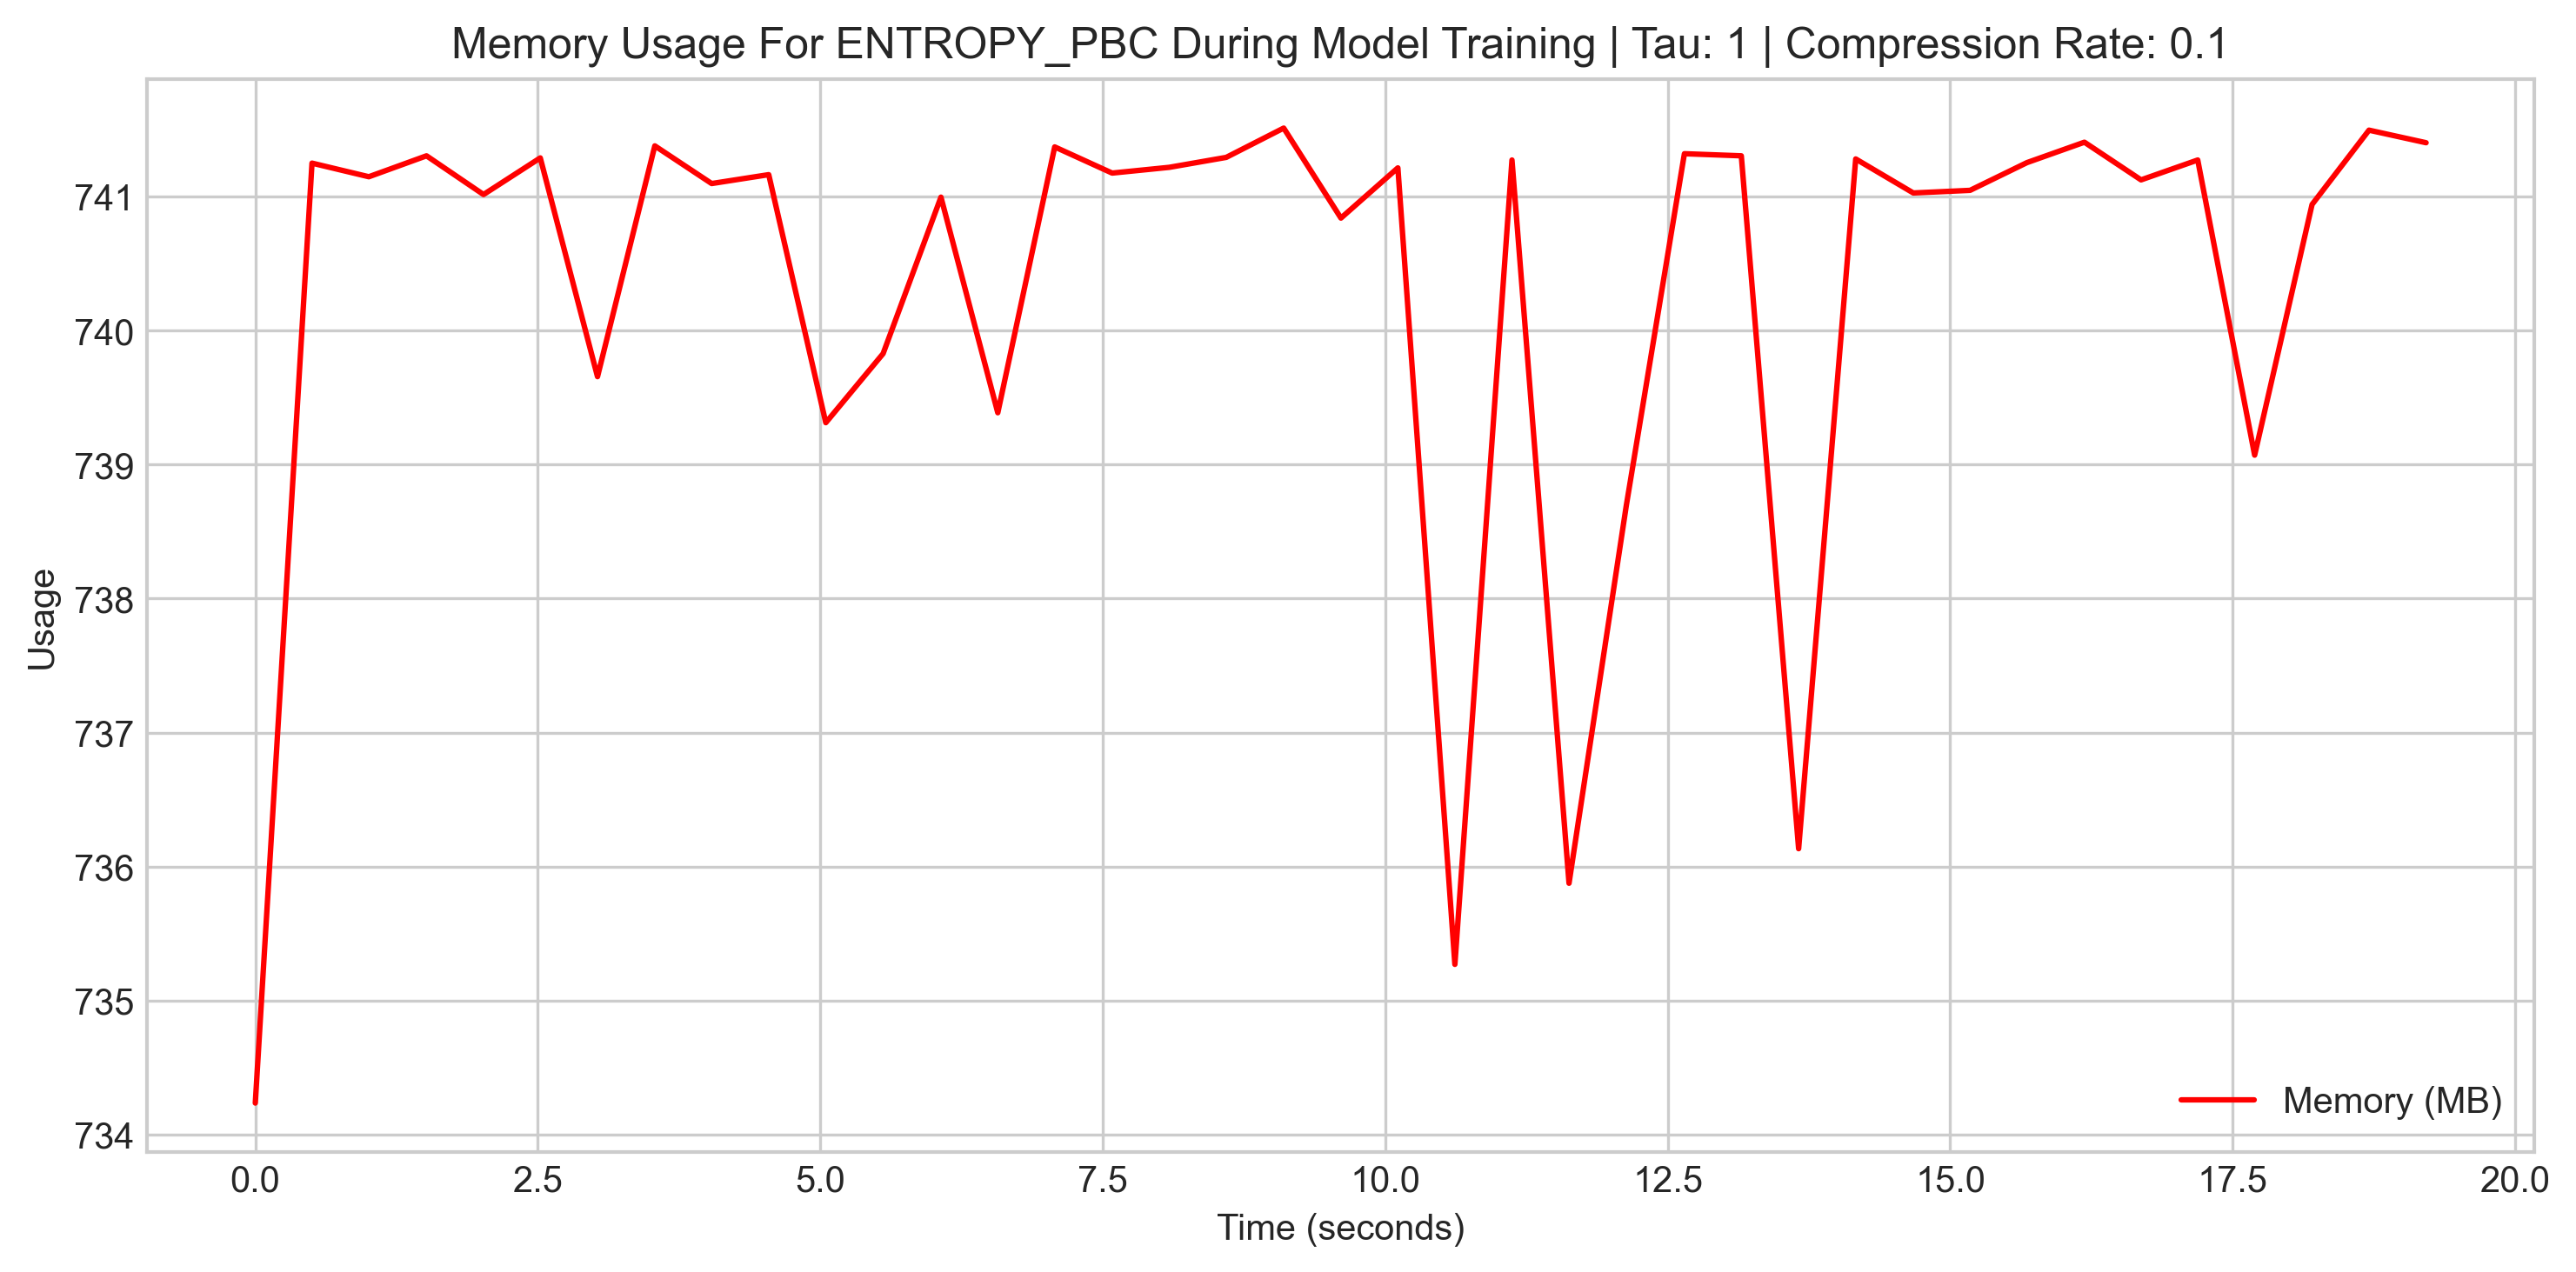 Memory Usage For ENTROPY_PBC During Model Training | Tau: 1 | Compression Rate: 0.1
741
740
739
738
737
736
735
734
Usage
Memory (MB)
0.0 2.5 5.0 7.5 10.0 12.5 15.0 17.5 20.0
Time (seconds)